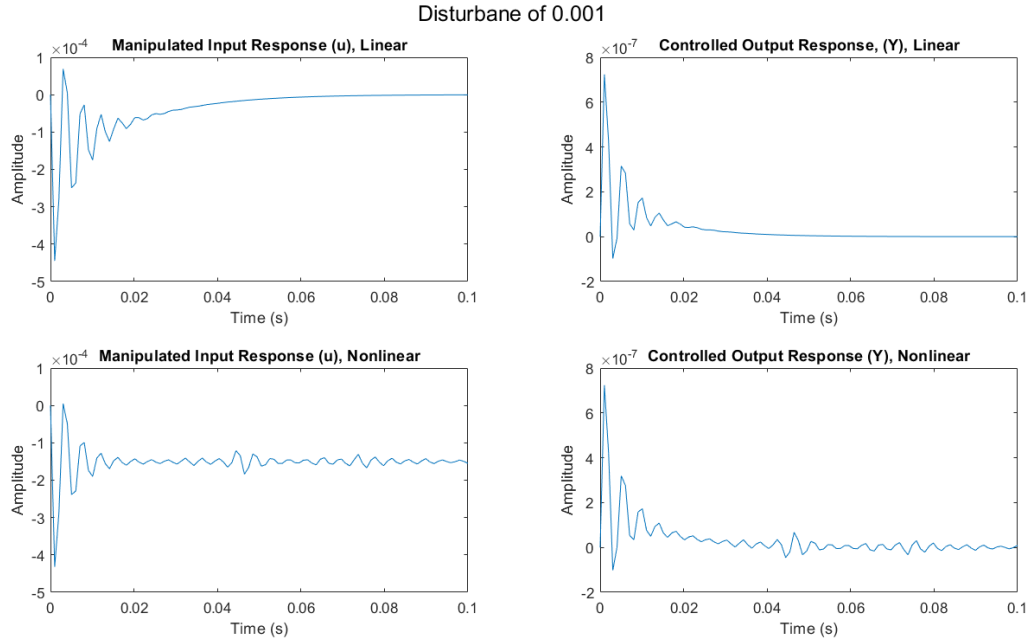 Disturbane of 0.001
Manipulated Input Response (u), Linear
×10⁻⁴
1
0
-1
-2
-3
-4
-5
Amplitude
0 0.02 0.04 0.06 0.08 0.1
Time (s)
Controlled Output Response, (Y), Linear
×10⁻⁷
8
6
4
2
0
-2
Amplitude
0 0.02 0.04 0.06 0.08 0.1
Time (s)
Manipulated Input Response (u), Nonlinear
×10⁻⁴
1
0
-1
-2
-3
-4
-5
Amplitude
0 0.02 0.04 0.06 0.08 0.1
Time (s)
Controlled Output Response (Y), Nonlinear
×10⁻⁷
8
6
4
2
0
-2
Amplitude
0 0.02 0.04 0.06 0.08 0.1
Time (s)